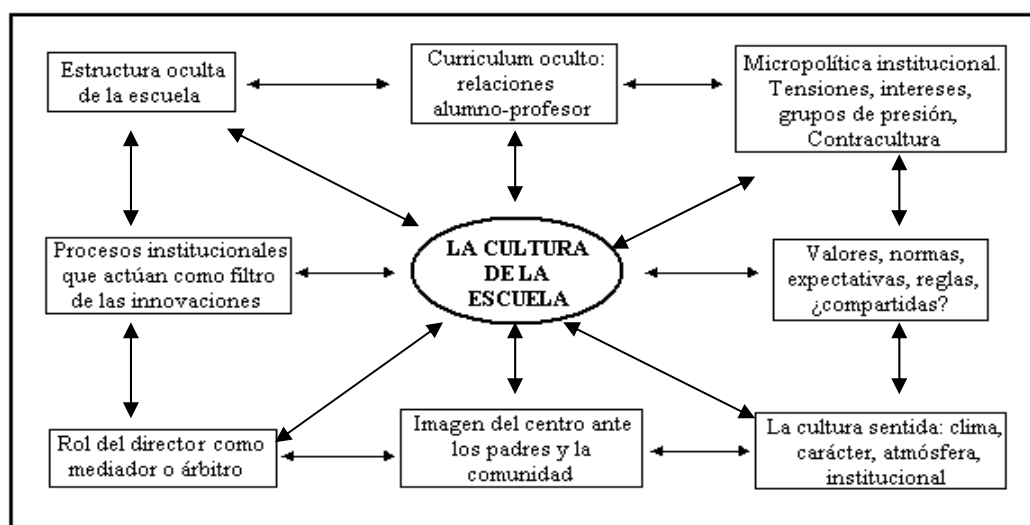 Estructura oculta
de la escuela
Curriculum oculto:
relaciones
alumno-profesor
Micropolítica institucional.
Tensiones, intereses,
grupos de presión,
Contracultura
Procesos institucionales
que actúan como filtro
de las innovaciones
LA CULTURA
DE LA
ESCUELA
Valores, normas,
expectativas, reglas,
¿compartidas?
Rol del director como
mediador o árbitro
Imagen del centro ante
los padres y la
comunidad
La cultura sentida: clima,
carácter, atmósfera,
institucional